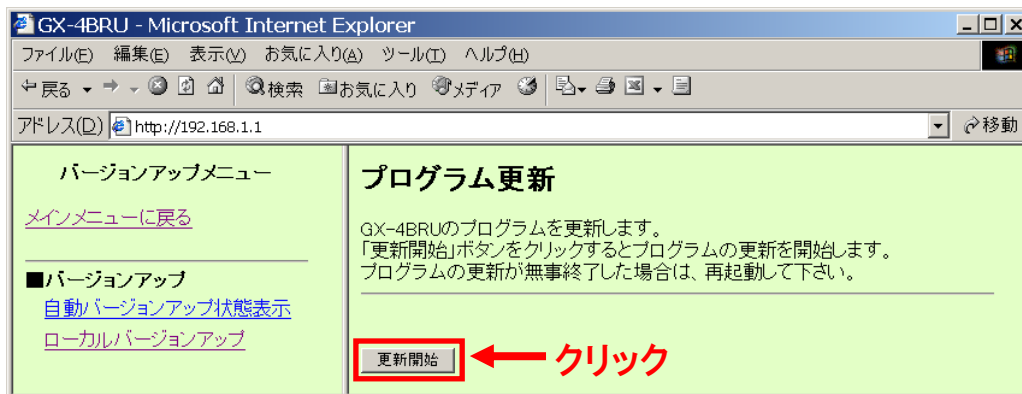 GX-4BRU - Microsoft Internet Explorer
ファイル(F) 編集(E) 表示(V) お気に入り(A) ツール(T) ヘルプ(H)
戻る 検索 お気に入り メディア
アドレス(D) http://192.168.1.1 移動
バージョンアップメニュー
メインメニューに戻る
■バージョンアップ
自動バージョンアップ状態表示
ローカルバージョンアップ
プログラム更新
GX-4BRUのプログラムを更新します。
「更新開始」ボタンをクリックするとプログラムの更新を開始します。
プログラムの更新が無事終了した場合は、再起動して下さい。
更新開始 クリック